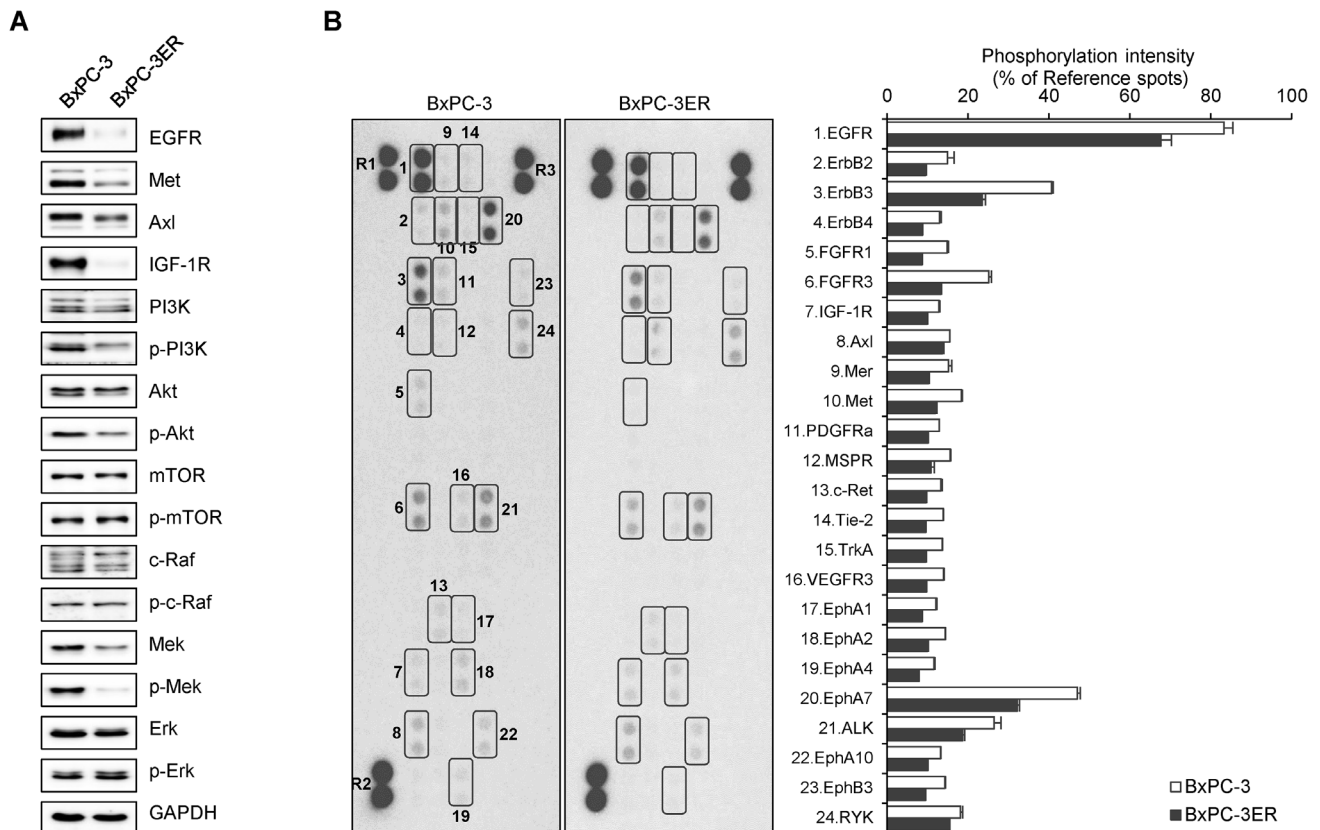 A
BxPC-3
BxPC-3ER
EGFR
Met
Axl
IGF-1R
PI3K
p-PI3K
Akt
p-Akt
mTOR
p-mTOR
c-Raf
p-c-Raf
Mek
p-Mek
Erk
p-Erk
GAPDH
B
BxPC-3
BxPC-3ER
9 14
R1 1 R3
2 20
10 15
3 11 23
4 12 24
5
16
6 21
13
17
7 18
8 22
R2
19
Phosphorylation intensity
(% of Reference spots)
0 20 40 60 80 100
1.EGFR
2.ErbB2
3.ErbB3
4.ErbB4
5.FGFR1
6.FGFR3
7.IGF-1R
8.Axl
9.Mer
10.Met
11.PDGFRa
12.MSPR
13.c-Ret
14.Tie-2
15.TrkA
16.VEGFR3
17.EphA1
18.EphA2
19.EphA4
20.EphA7
21.ALK
22.EphA10
23.EphB3
24.RYK
BxPC-3
BxPC-3ER